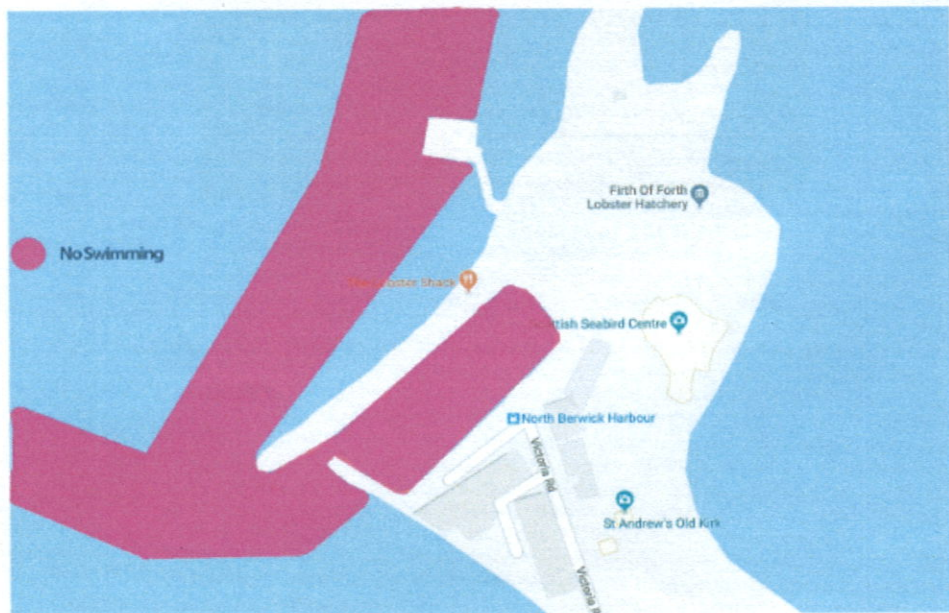 Firth Of Forth
Lobster Hatchery
No Swimming
Shack
Seabird Centre
North Berwick Harbour
Victoria Rd
St Andrew's Old Kirk
Victoria